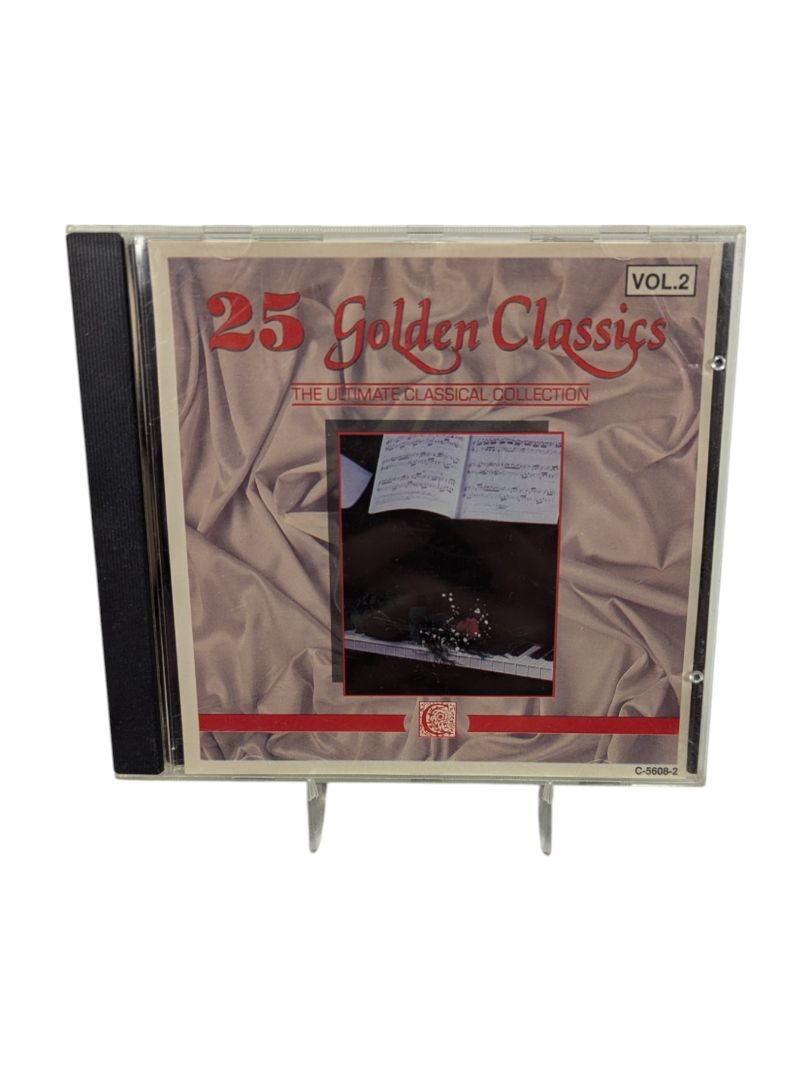 VOL.2
25 Golden Classics
THE ULTIMATE CLASSICAL COLLECTION
C-5608-2